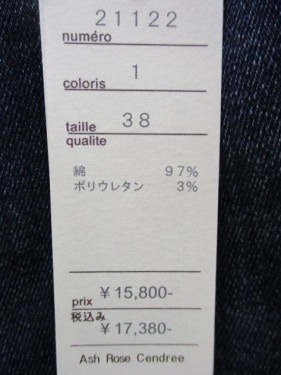 21122
numéro
1
coloris
38
taille
qualite
綿 97%
ポリウレタン 3%
¥15,800-
prix
税込み
¥17,380-
Ash Rose Cendree